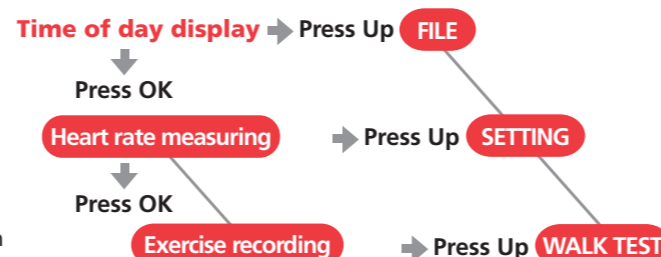 Time of day display Press Up FILE
Press OK
Heart rate measuring Press Up SETTING
Press OK
Exercise recording Press Up WALK TEST